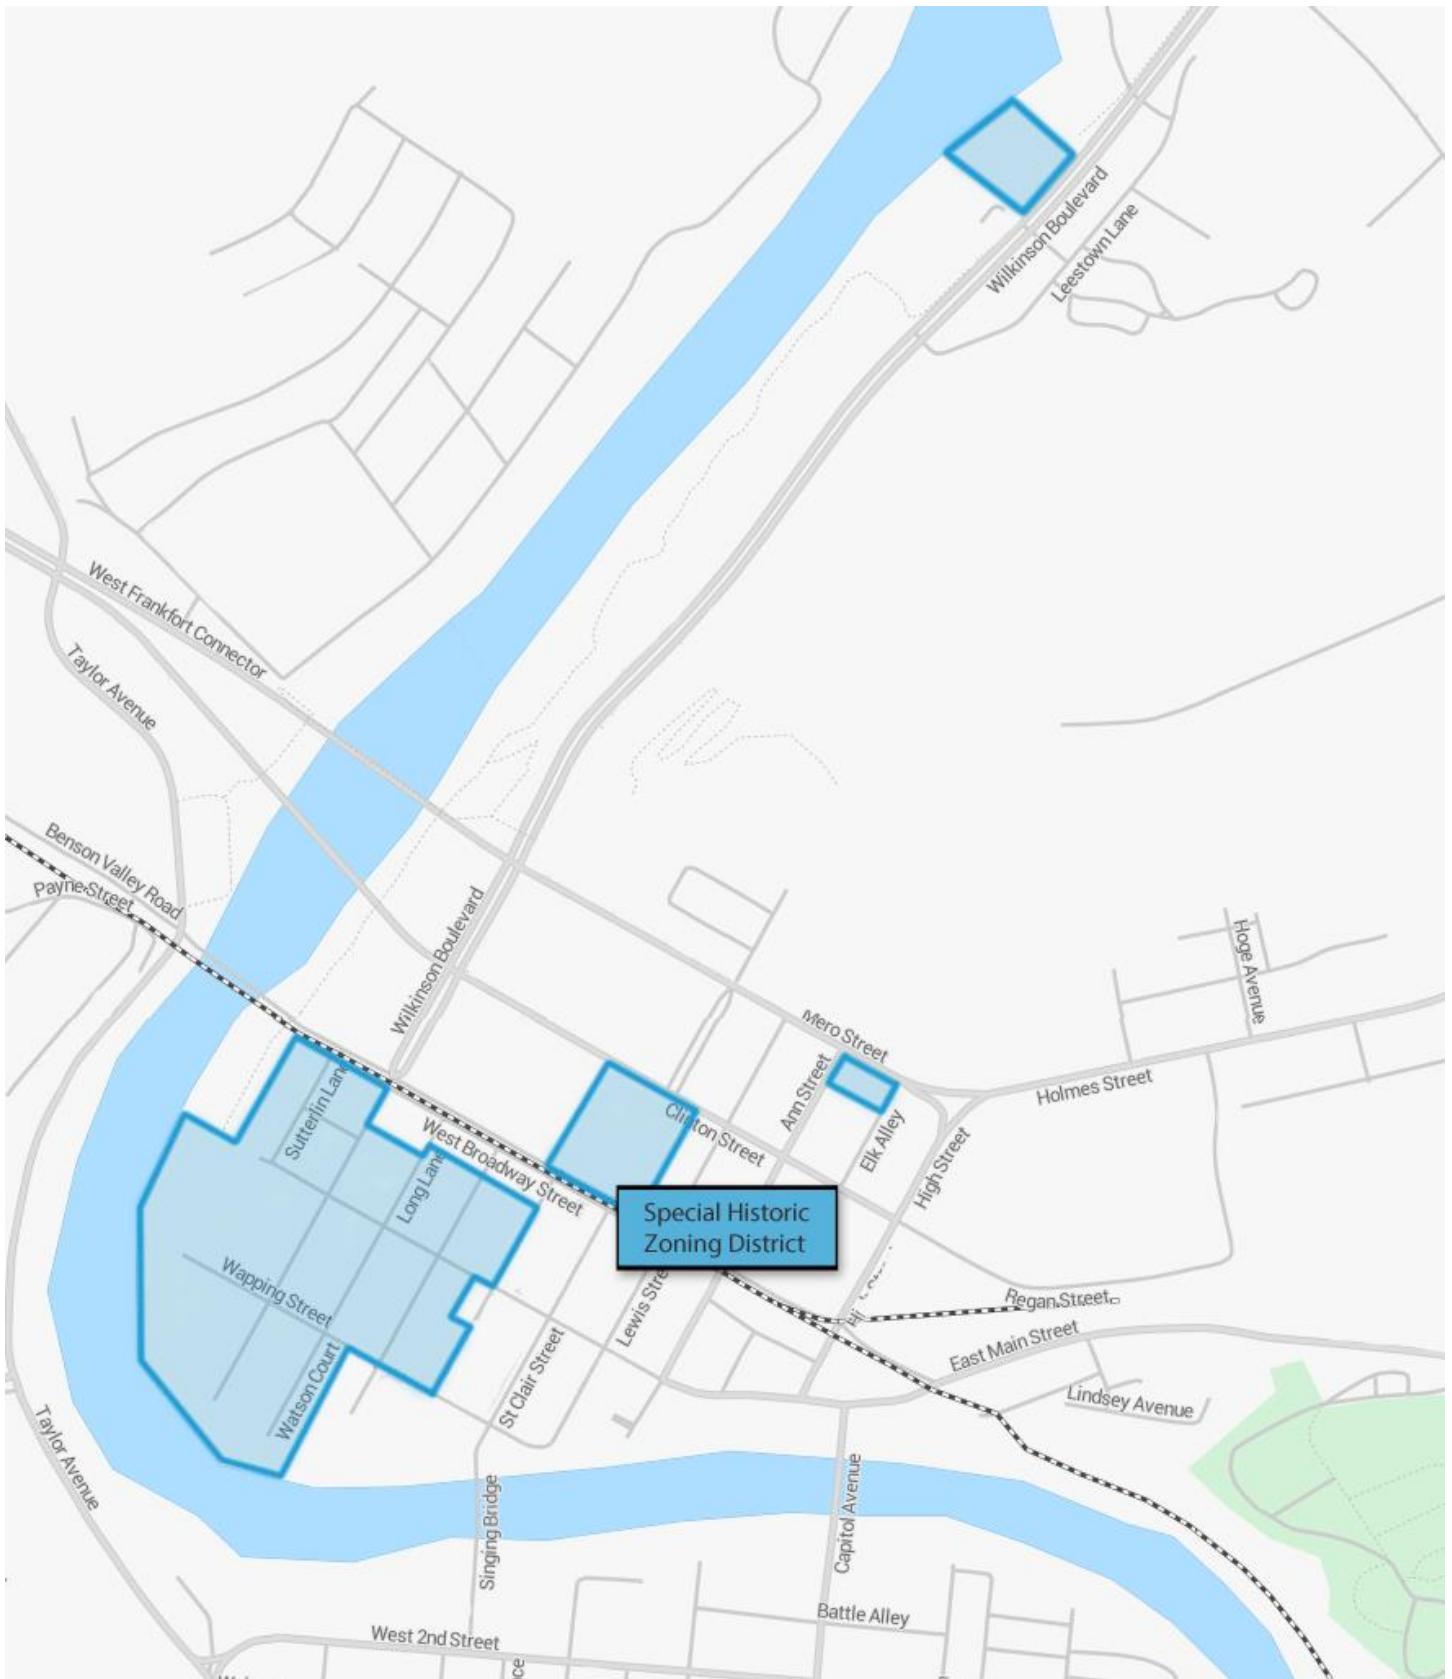 Wilkinson Boulevard
Leestown Lane
West Frankfort Connector
Taylor Avenue
Benson Valley Road
Payne Street
Wilkinson Boulevard
Hoge Avenue
Mero Street
Holmes Street
Ann Street
Clinton Street
Elk Alley
High Street
Sutterlin Lane
West Broadway Street
Long Lane
Special Historic
Zoning District
Wapping Street
Lewis Stre
Regan Street
East Main Street
Watson Court
St Clair Street
Lindsey Avenue
Taylor Avenue
Singing Bridge
Capitol Avenue
Battle Alley
West 2nd Street